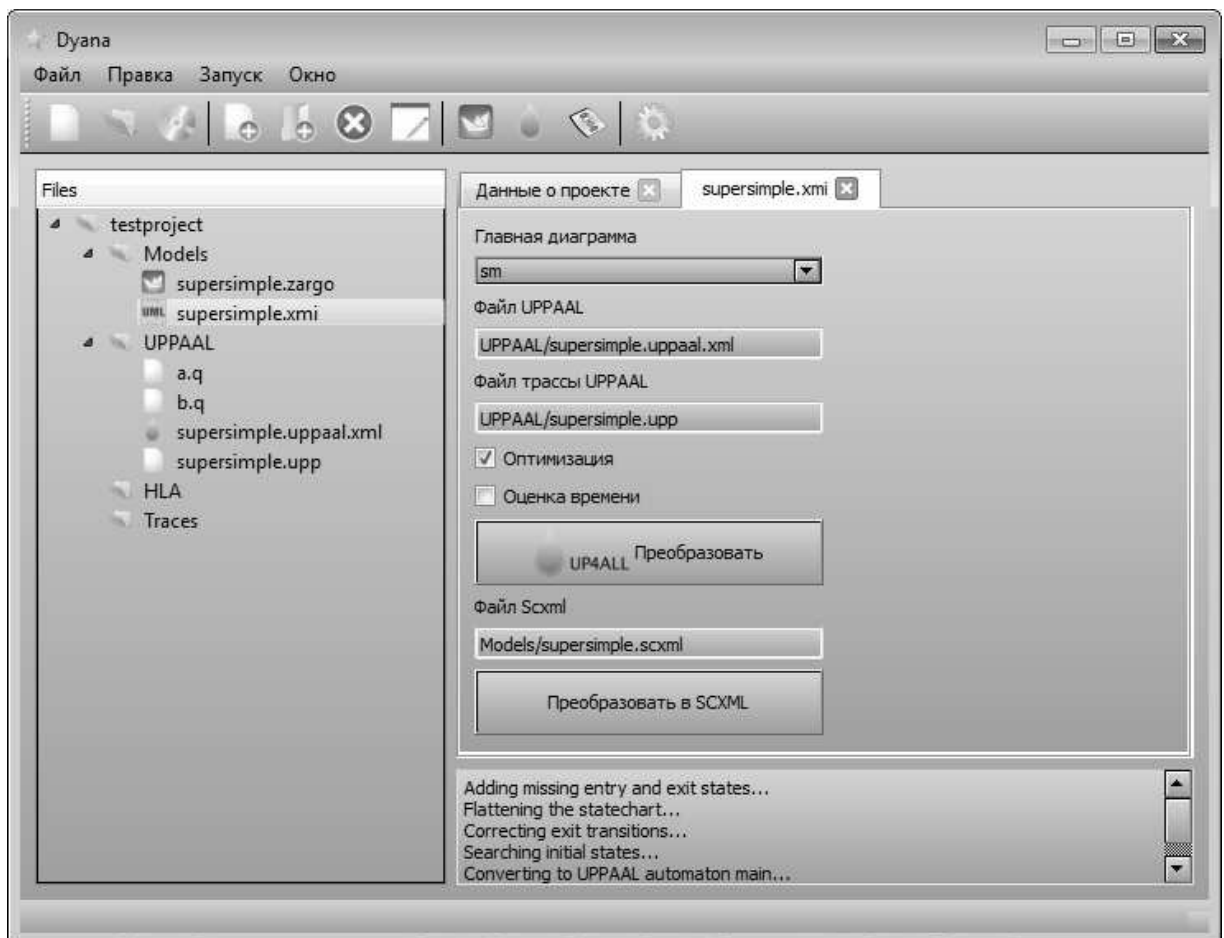 Dyana
Файл Правка Запуск Окно
Files
testproject
Models
supersimple.zargo
UML supersimple.xmi
UPPAAL
a.q
b.q
supersimple.uppaal.xml
supersimple.upp
HLA
Traces
Данные о проекте supersimple.xmi
Главная диаграмма
sm
Файл UPPAAL
UPPAAL/supersimple.uppaal.xml
Файл трассы UPPAAL
UPPAAL/supersimple.upp
Оптимизация
Оценка времени
UP4ALL Преобразовать
Файл Scxml
Models/supersimple.scxml
Преобразовать в SCXML
Adding missing entry and exit states...
Flattening the statechart...
Correcting exit transitions...
Searching initial states...
Converting to UPPAAL automaton main...